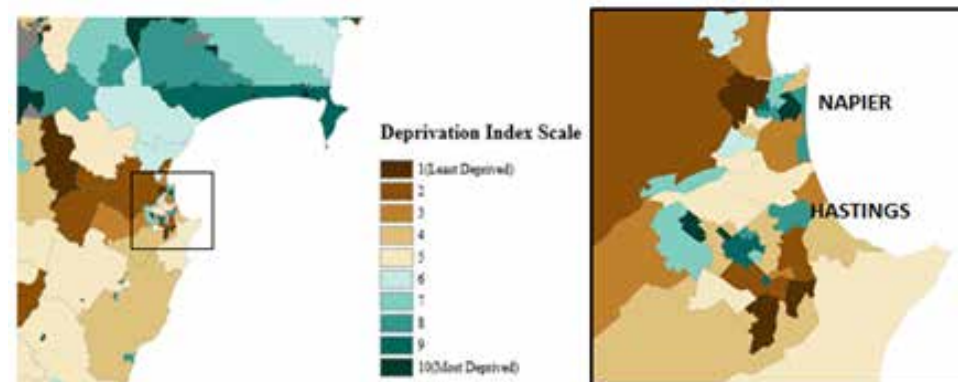 Deprivation Index Scale
1(Least Deprived)
2
3
4
5
6
7
8
9
10(Most Deprived)
NAPIER
HASTINGS